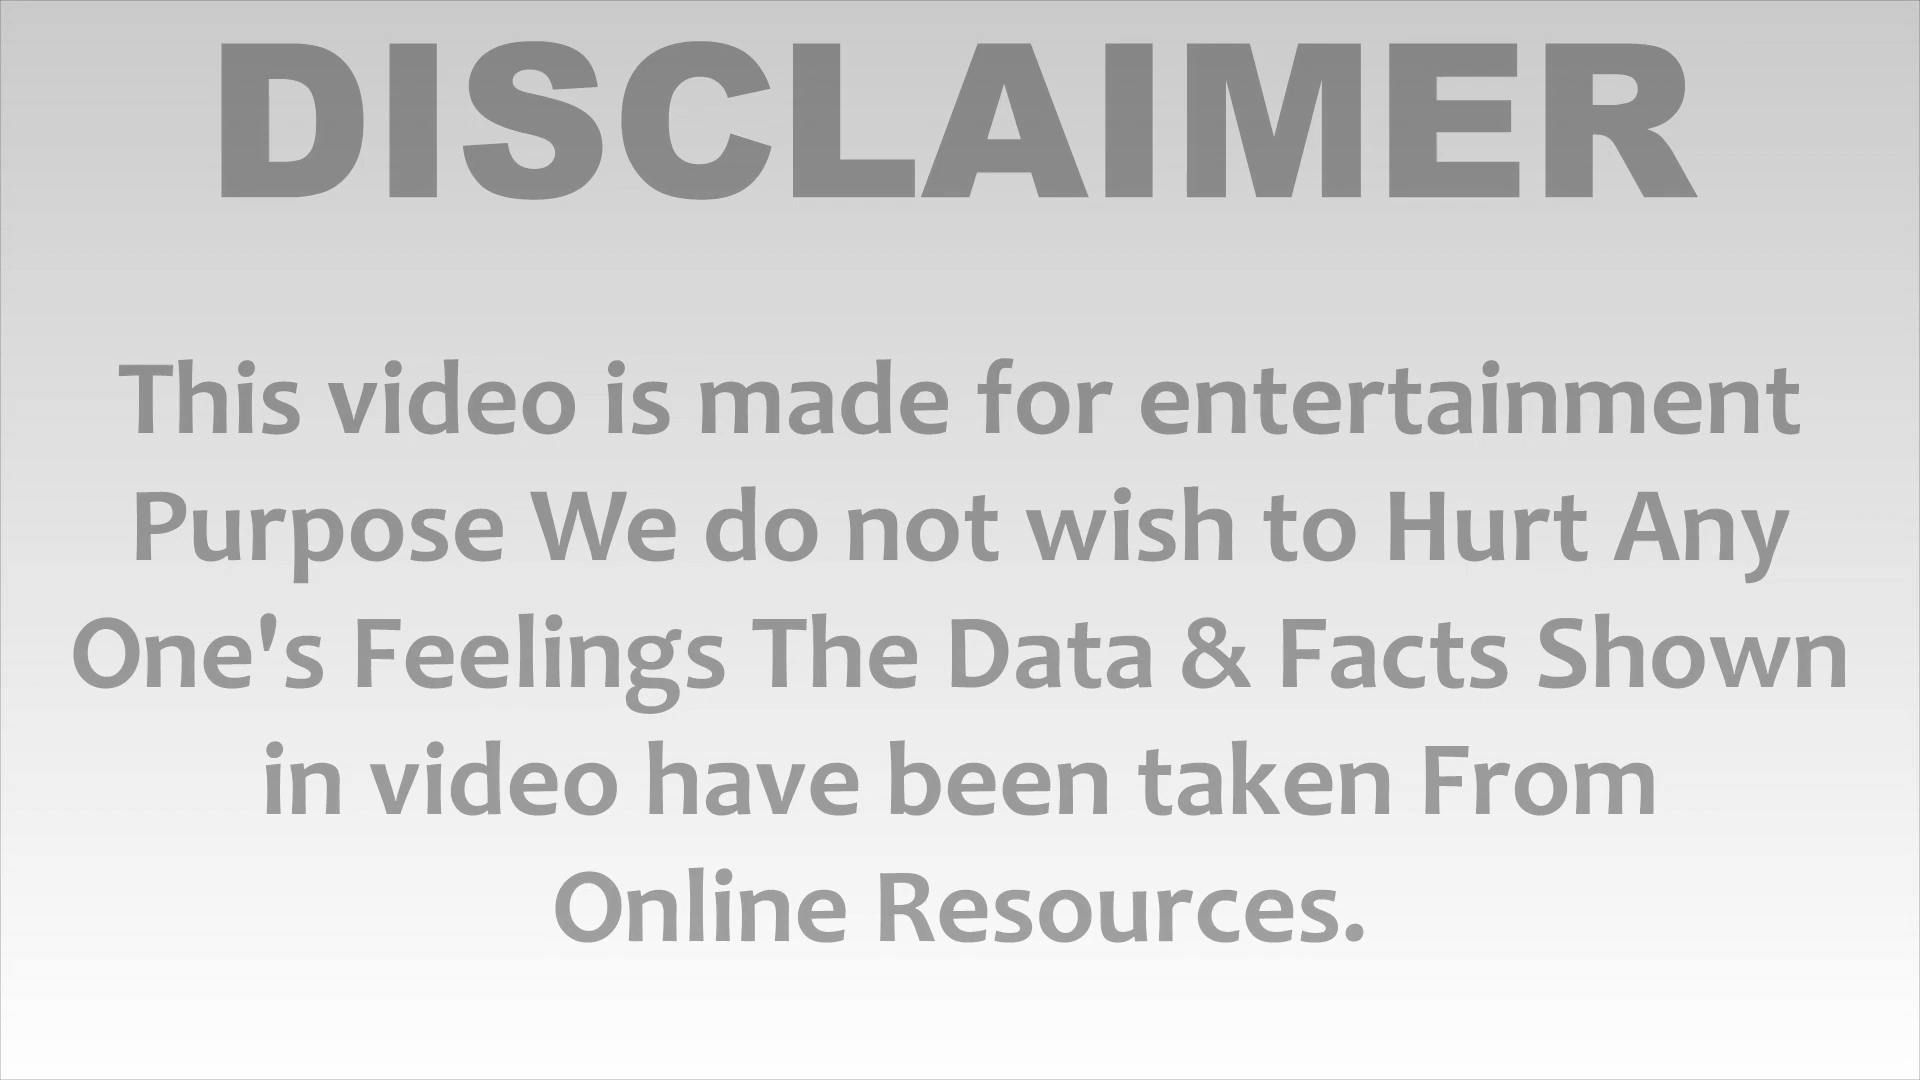 DISCLAIMER
This video is made for entertainment
Purpose We do not wish to Hurt Any
One's Feelings The Data & Facts Shown
in video have been taken From
Online Resources.